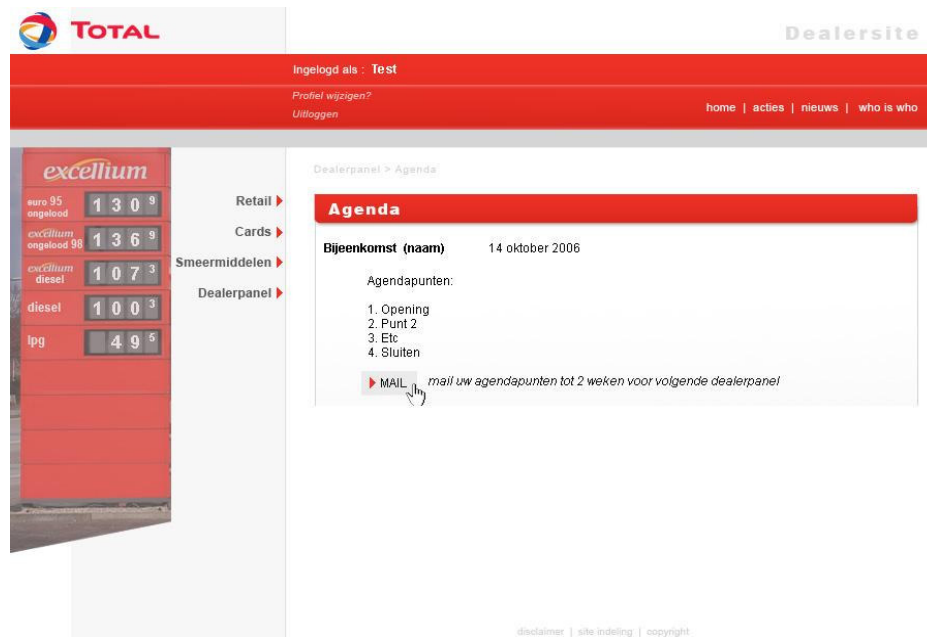 TOTAL
Dealersite
Ingelogd als : Test
Profiel wijzigen?
Uitloggen
home | acties | nieuws | who is who
excellium
euro 95
ongelood
1 3 0 9
excellium
ongelood 98
1 3 6 9
excellium
diesel
1 0 7 3
diesel
1 0 0 3
lpg
4 9 5
Retail
Cards
Smeermiddelen
Dealerpanel
Dealerpanel > Agenda
Agenda
Bijeenkomst (naam) 14 oktober 2006
Agendapunten:
1. Opening
2. Punt 2
3. Etc
4. Sluiten
MAIL mail uw agendapunten tot 2 weken voor volgende dealerpanel
disclaimer | site indeling | copyright